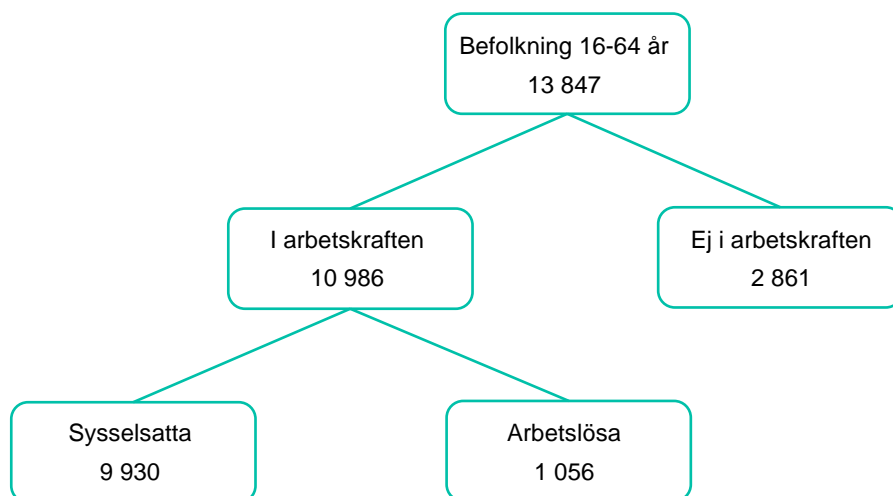 Befolkning 16-64 år
13 847
I arbetskraften
10 986
Ej i arbetskraften
2 861
Sysselsatta
9 930
Arbetslösa
1 056